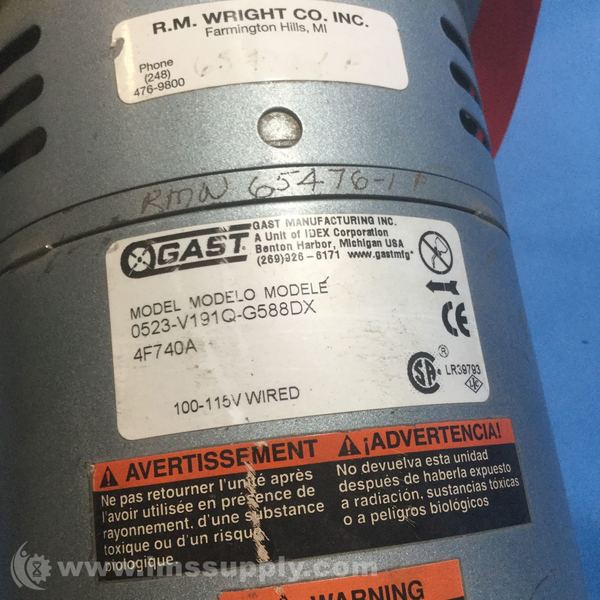 R.M. WRIGHT CO. INC.
Farmington Hills, MI
Phone
(248)
476-9800
RMW 65476-1
GAST
GAST MANUFACTURING INC.
A Unit of IDEX Corporation
Benton Harbor, Michigan USA
(269)926-6171 www.gastmfg
MODEL MODELO MODELÉ
0523-V191Q-G588DX
4F740A
100-115V WIRED
CE
SA
®
LR39793
AVERTISSEMENT
Ne pas retourner l'unité après
l'avoir utilisée en présence de
rayonnement, d'une substance
toxique ou d'un risque
biologique.
¡ADVERTENCIA!
No devuelva esta unidad
después de haberla expuesto
a radiación, sustancias tóxicas
o a peligros biológicos
WARNING
www.imssupply.com